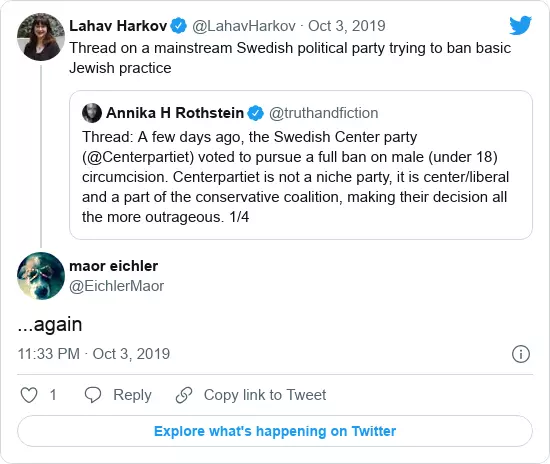 Lahav Harkov @LahavHarkov · Oct 3, 2019
Thread on a mainstream Swedish political party trying to ban basic
Jewish practice
Annika H Rothstein @truthandfiction
Thread: A few days ago, the Swedish Center party
(@Centerpartiet) voted to pursue a full ban on male (under 18)
circumcision. Centerpartiet is not a niche party, it is center/liberal
and a part of the conservative coalition, making their decision all
the more outrageous. 1/4
maor eichler
@EichlerMaor
...again
11:33 PM · Oct 3, 2019
1 Reply Copy link to Tweet
Explore what's happening on Twitter